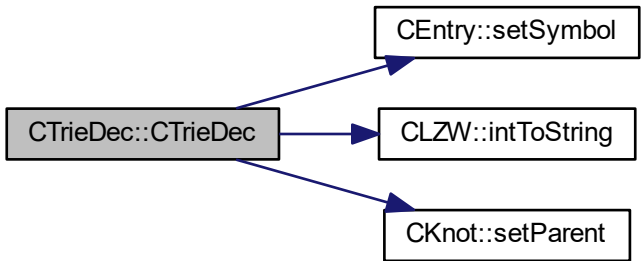 CEntry::setSymbol
CTrieDec::CTrieDec
CLZW::intToString
CKnot::setParent